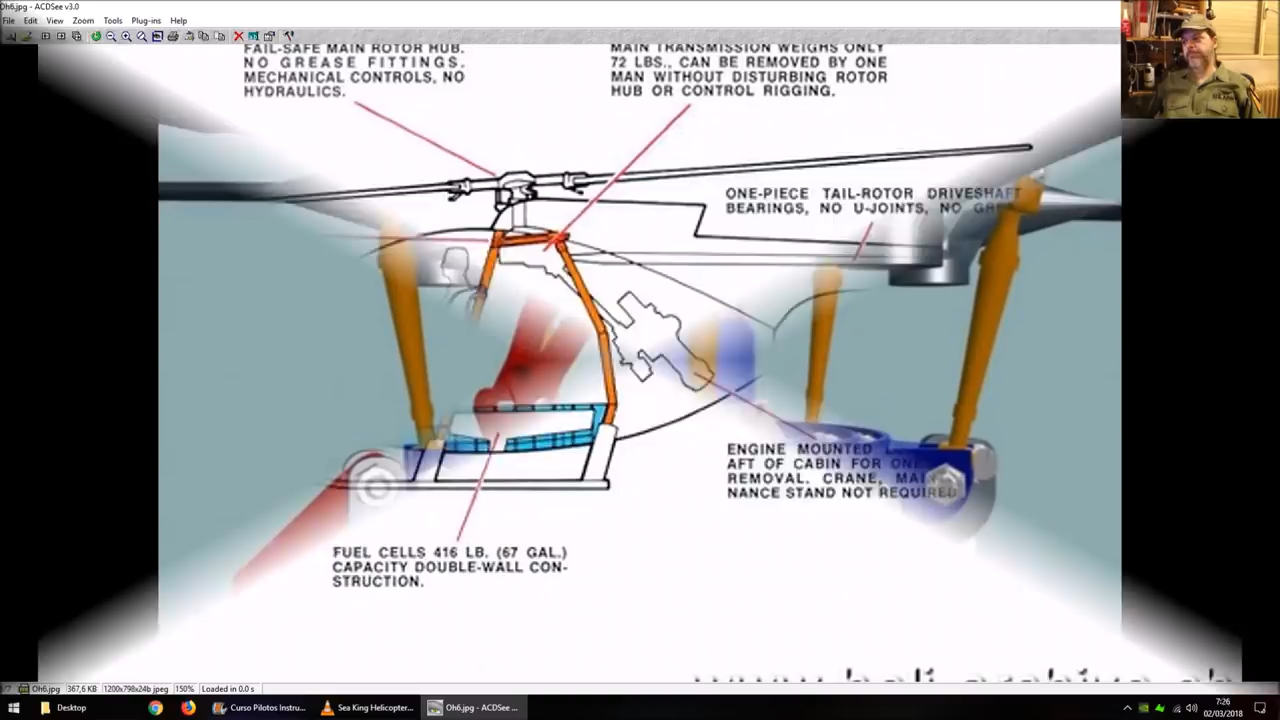 Oh6.jpg - ACDSee v3.0
File Edit View Zoom Tools Plug-ins Help
FAIL-SAFE MAIN ROTOR HUB.
NO GREASE FITTINGS.
MECHANICAL CONTROLS, NO
HYDRAULICS.
MAIN TRANSMISSION WEIGHS ONLY
72 LBS., CAN BE REMOVED BY ONE
MAN WITHOUT DISTURBING ROTOR
HUB OR CONTROL RIGGING.
ONE-PIECE TAIL-ROTOR DRIVESHAFT
BEARINGS, NO U-JOINTS, NO
ENGINE MOUNTED
AFT OF CABIN FOR
REMOVAL. CRANE,
NANCE STAND NOT REQUIRED
FUEL CELLS 416 LB. (67 GAL.)
CAPACITY DOUBLE-WALL CON-
STRUCTION.
Oh6.jpg 367,6 KB 1200x798x24b jpeg 150% Loaded in 0.0 s
Desktop Curso Pilotos Instru... Sea King Helicopter... Oh6.jpg - ACDSee ... 7:26
02/03/2018